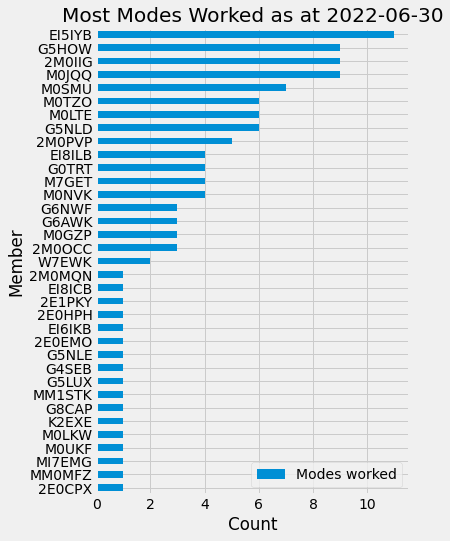 Most Modes Worked as at 2022-06-30
EI5IYB
G5HOW
2M0IIG
M0JQQ
M0SMU
M0TZO
M0LTE
G5NLD
2M0PVP
EI8ILB
G0TRT
M7GET
M0NVK
G6NWF
G6AWK
M0GZP
2M0OCC
W7EWK
2M0MQN
EI8ICB
2E1PKY
2E0HPH
EI6IKB
2E0EMO
G5NLE
G4SEB
G5LUX
MM1STK
G8CAP
K2EXE
M0LKW
M0UKF
MI7EMG
MM0MFZ
2E0CPX
Member
Modes worked
0 2 4 6 8 10
Count